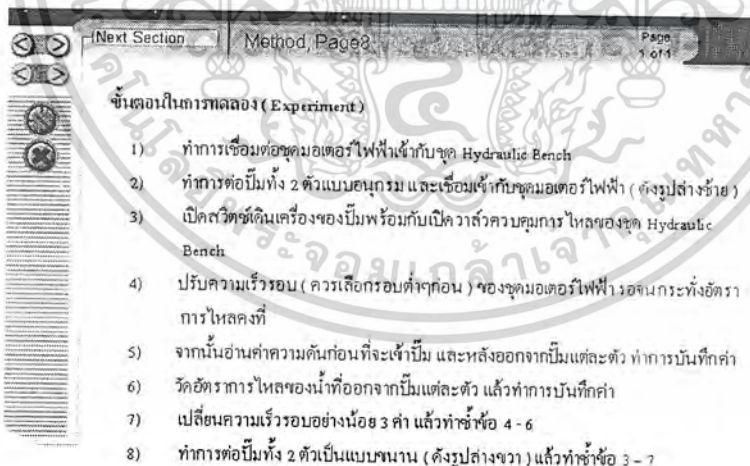 Next Section
Method, Page8
Page
1 of 1
ขั้นตอนในการทดลอง ( Experiment )
1) ทำการเชื่อมต่อชุดมอเตอร์ไฟฟ้าเข้ากับชุด Hydraulic Bench
2) ทำการต่อปั๊มทั้ง 2 ตัวแบบอนุกรม และเชื่อมเข้ากับชุดมอเตอร์ไฟฟ้า ( ดังรูปล่างซ้าย )
3) เปิดสวิตช์เดินเครื่องของปั๊มพร้อมกับเปิดวาล์วควบคุมการไหลของชุด Hydraulic
Bench
4) ปรับความเร็วรอบ ( ควรเลือกรอบต่ำๆก่อน ) ของชุดมอเตอร์ไฟฟ้า รอจนกระทั่งอัตรา
การไหลคงที่
5) จากนั้นอ่านค่าความดันก่อนที่จะเข้าปั๊ม และหลังออกจากปั๊มแต่ละตัว ทำการบันทึกค่า
6) วัดอัตราการไหลของน้ำที่ออกจากปั๊มแต่ละตัว แล้วทำการบันทึกค่า
7) เปลี่ยนความเร็วรอบอย่างน้อย 3 ค่า แล้วทำซ้ำข้อ 4 - 6
8) ทำการต่อปั๊มทั้ง 2 ตัวเป็นแบบขนาน ( ดังรูปล่างขวา ) แล้วทำซ้ำข้อ 3 - 7